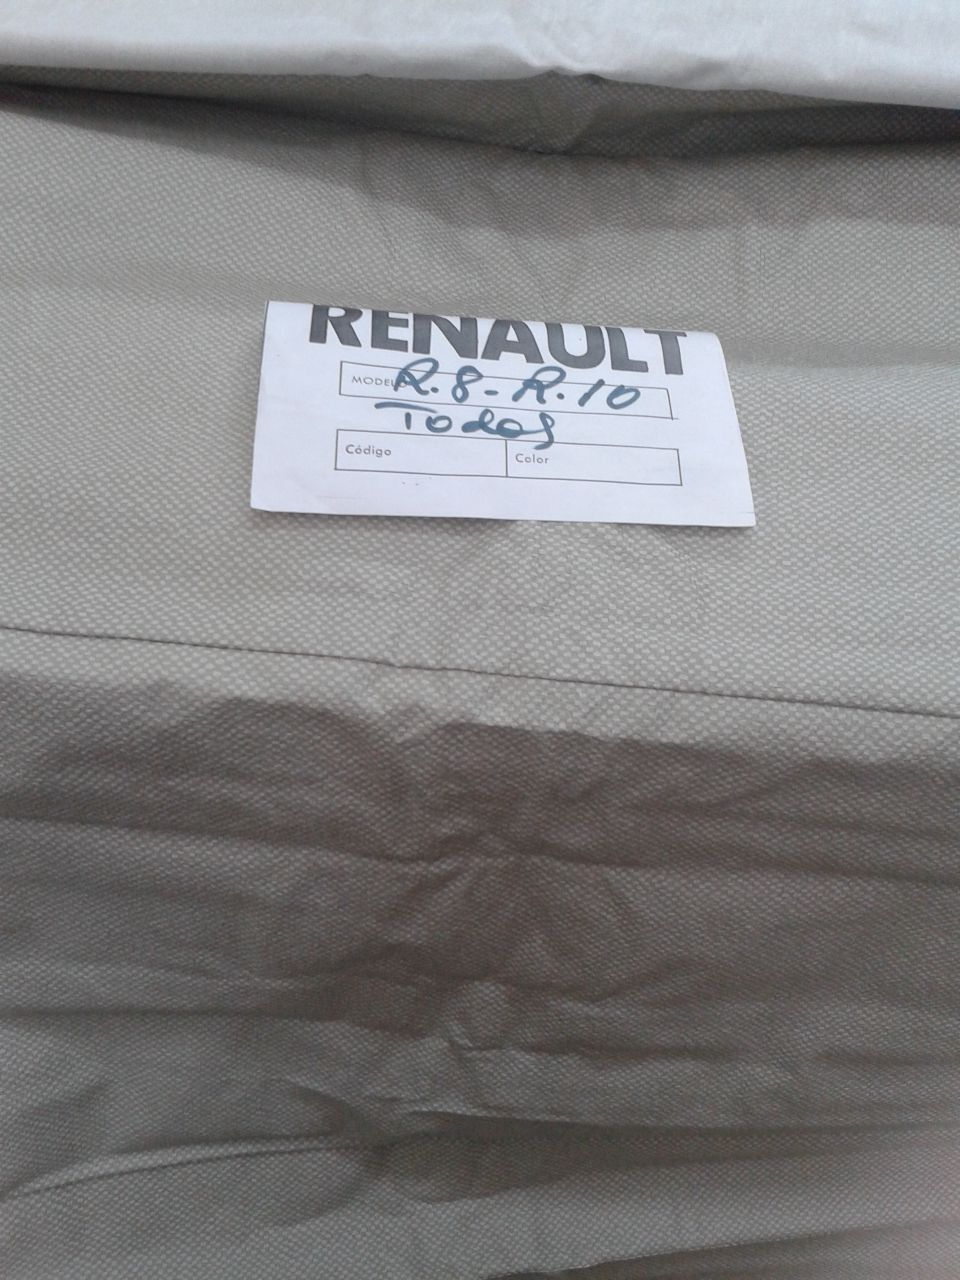 RENAULT
MODELO R.8-R.10
Todos
Código Color